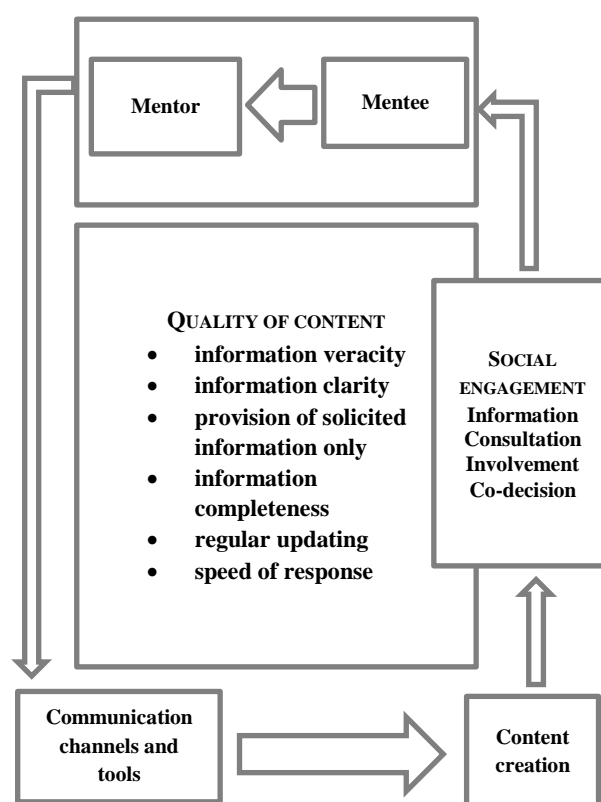 Mentor
Mentee
QUALITY OF CONTENT
• information veracity
• information clarity
• provision of solicited
information only
• information
completeness
• regular updating
• speed of response
SOCIAL
ENGAGEMENT
Information
Consultation
Involvement
Co-decision
Communication
channels and
tools
Content
creation